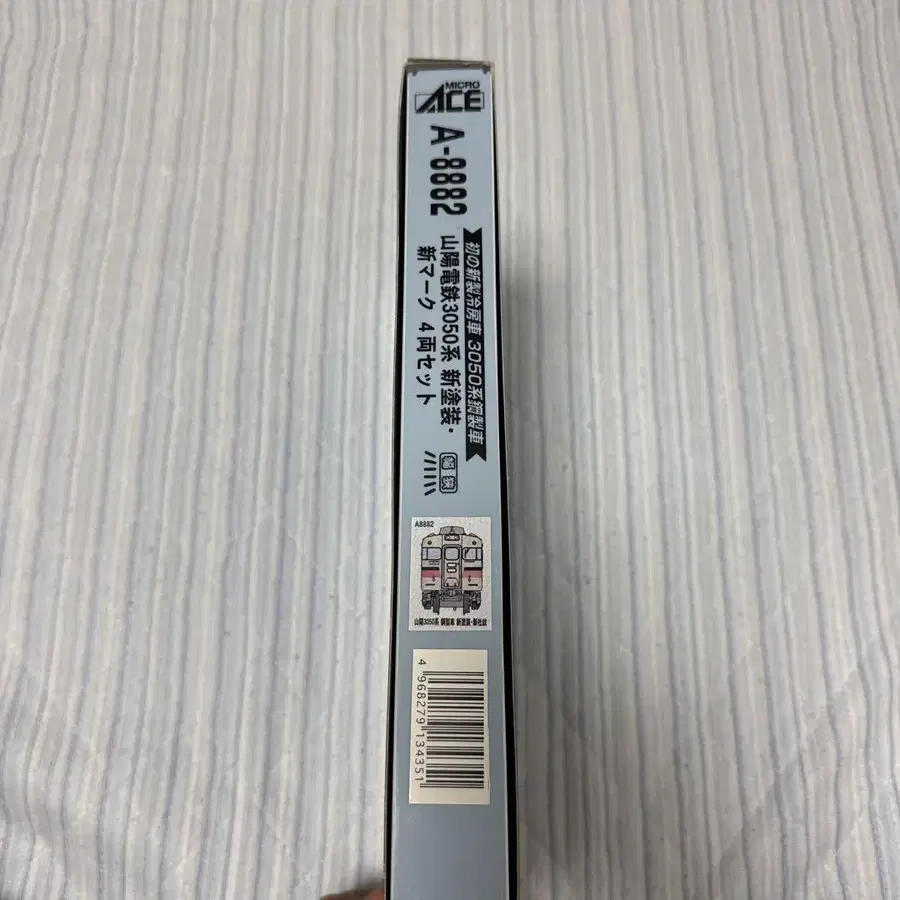 MICRO
ACE
A-8882
初の新製冷房車 3050系鋼製車
山陽電鉄3050系 新塗装・
新マーク 4両セット
A8882
山陽3050系 鋼製車 新塗装・新社紋
4 968279 134351